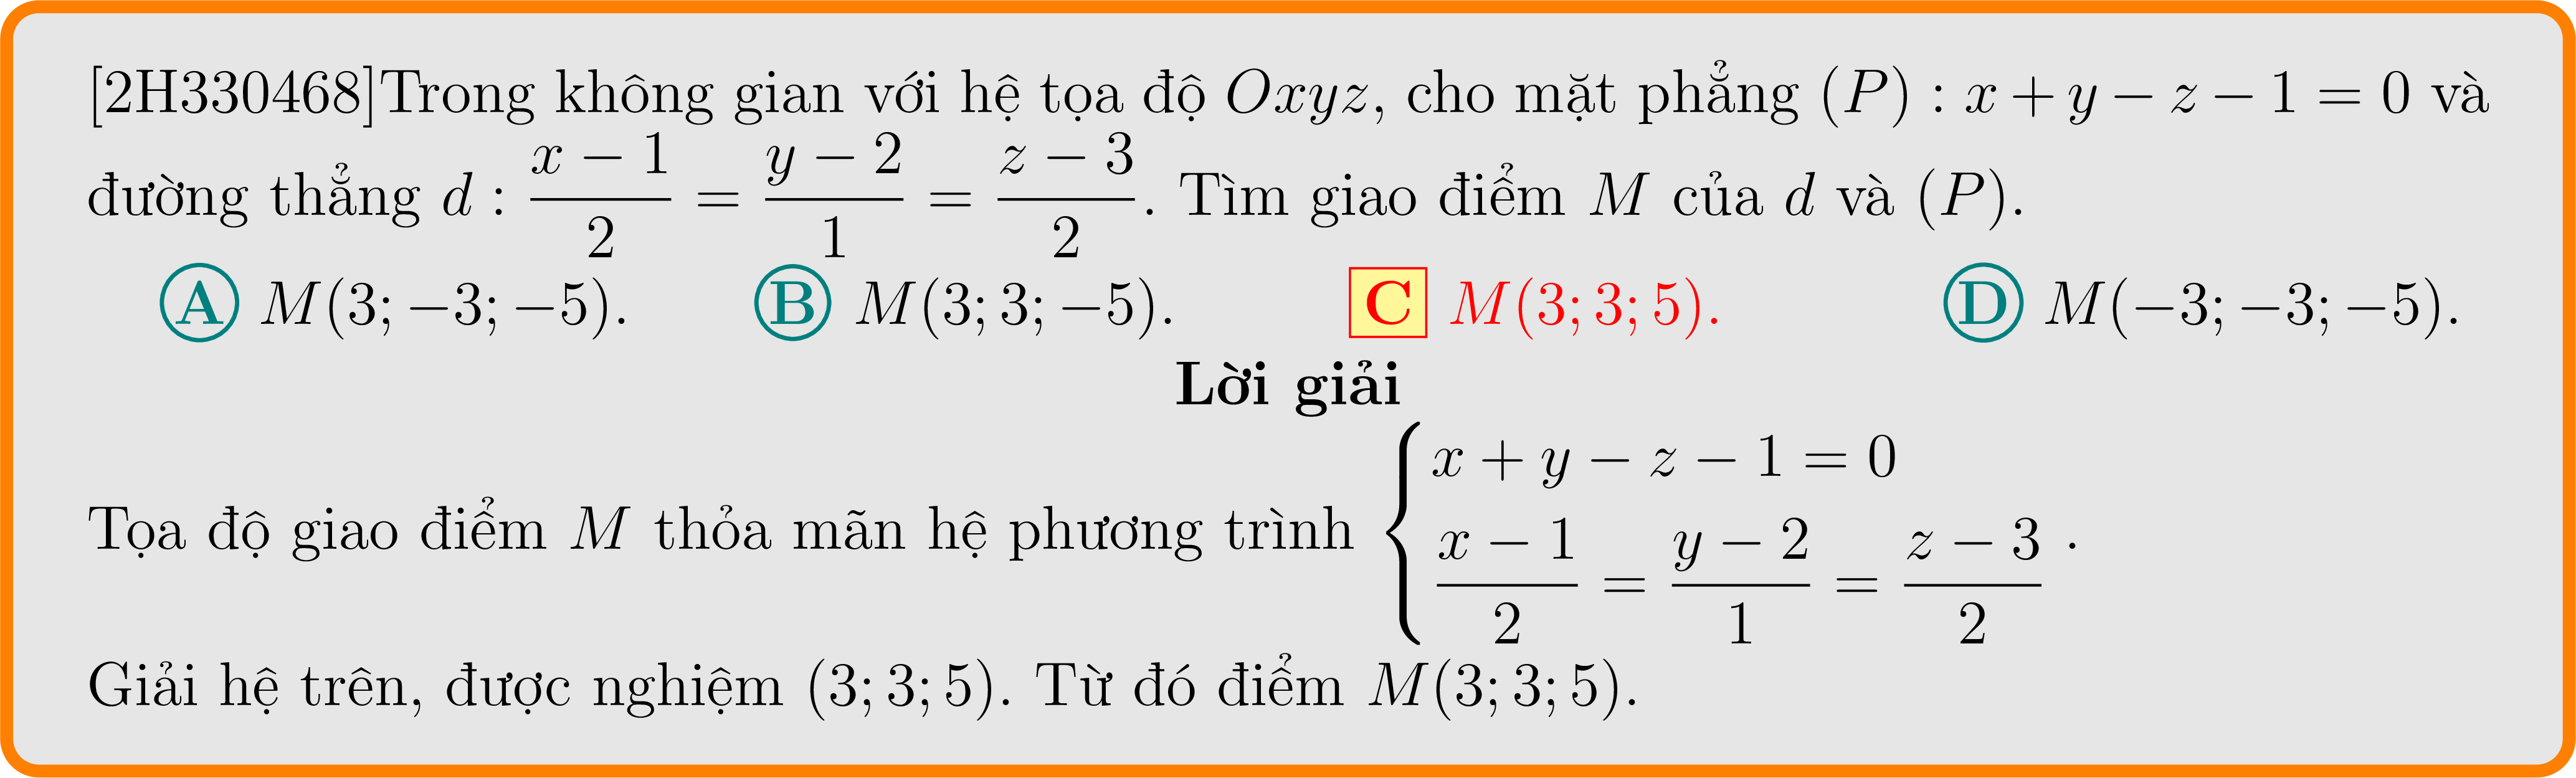 [2H330468]Trong không gian với hệ tọa độ Oxyz, cho mặt phẳng (P) : x + y − z − 1 = 0 và
đường thẳng d : \frac{x − 1}{2} = \frac{y − 2}{1} = \frac{z − 3}{2}. Tìm giao điểm M của d và (P).
A M(3; −3; −5). B M(3; 3; −5). C M(3; 3; 5). D M(−3; −3; −5).
Lời giải
Tọa độ giao điểm M thỏa mãn hệ phương trình \begin{cases} x + y − z − 1 = 0 \\ \frac{x − 1}{2} = \frac{y − 2}{1} = \frac{z − 3}{2} \end{cases}.
Giải hệ trên, được nghiệm (3; 3; 5). Từ đó điểm M(3; 3; 5).